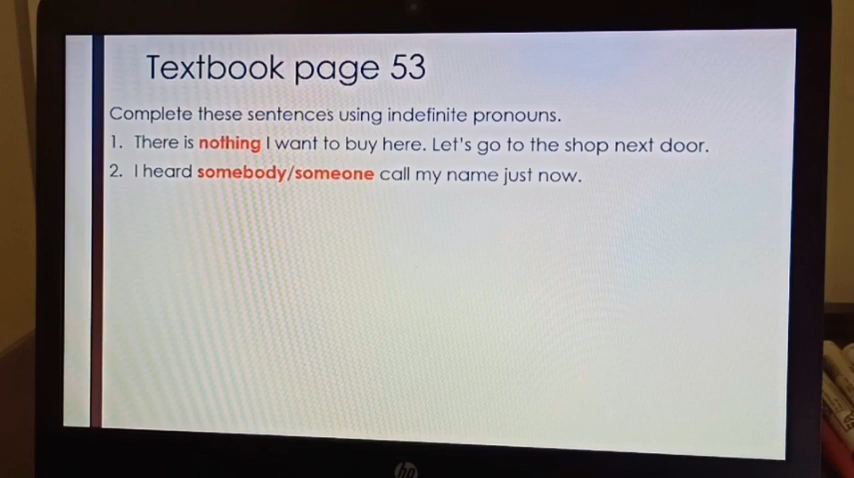 Textbook page 53
Complete these sentences using indefinite pronouns.
1. There is nothing I want to buy here. Let's go to the shop next door.
2. I heard somebody/someone call my name just now.
hp